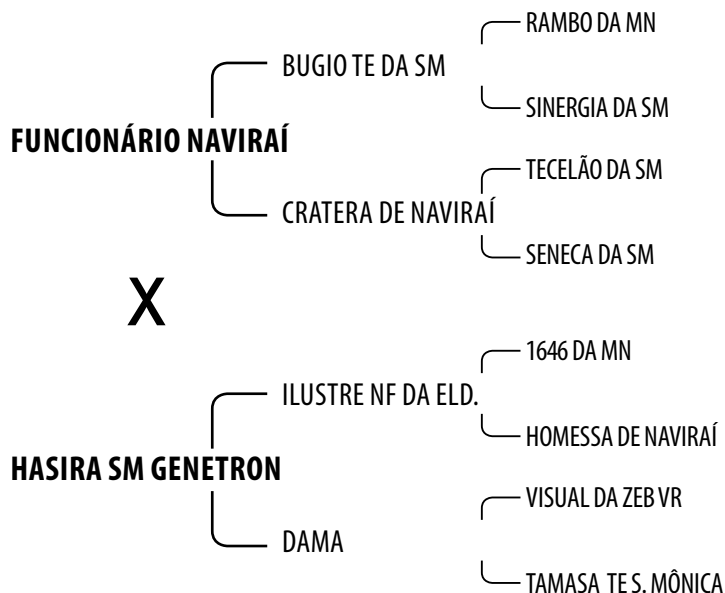 RAMBO DA MN
BUGIO TE DA SM
SINERGIA DA SM
FUNCIONÁRIO NAVIRAÍ
TECELÃO DA SM
CRATERA DE NAVIRAÍ
SENECA DA SM
X
1646 DA MN
ILUSTRE NF DA ELD.
HOMESSA DE NAVIRAÍ
HASIRA SM GENETRON
VISUAL DA ZEB VR
DAMA
TAMASA TE S. MÔNICA